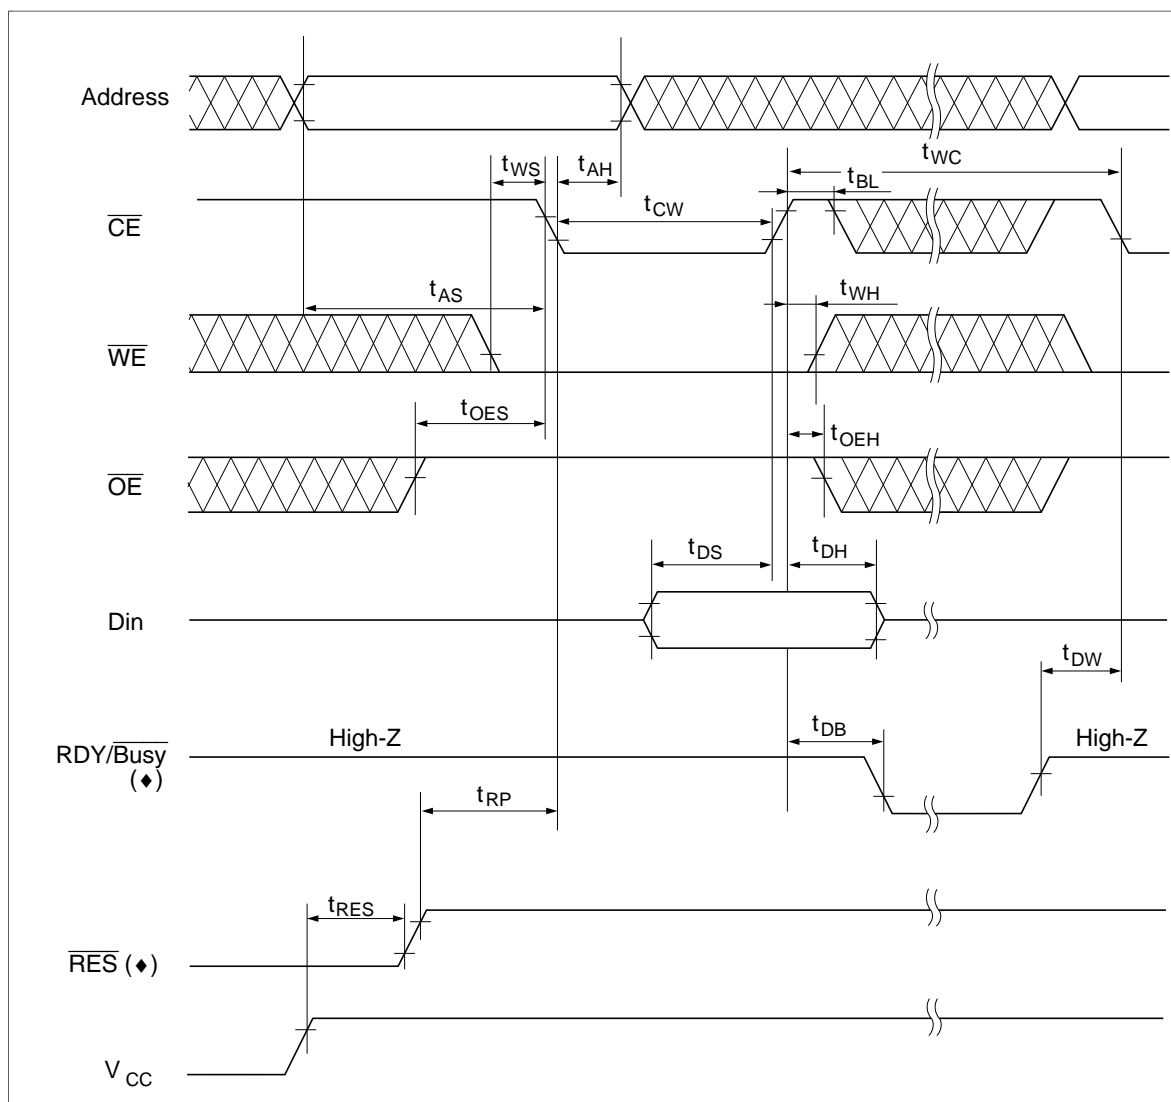 Address
tWS
tAH
tWC
tBL
CE
tCW
tAS
tWH
WE
tOES
tOEH
OE
tDS
tDH
Din
tDW
High-Z
tDB
High-Z
RDY/Busy
(♦)
tRP
tRES
RES (♦)
VCC